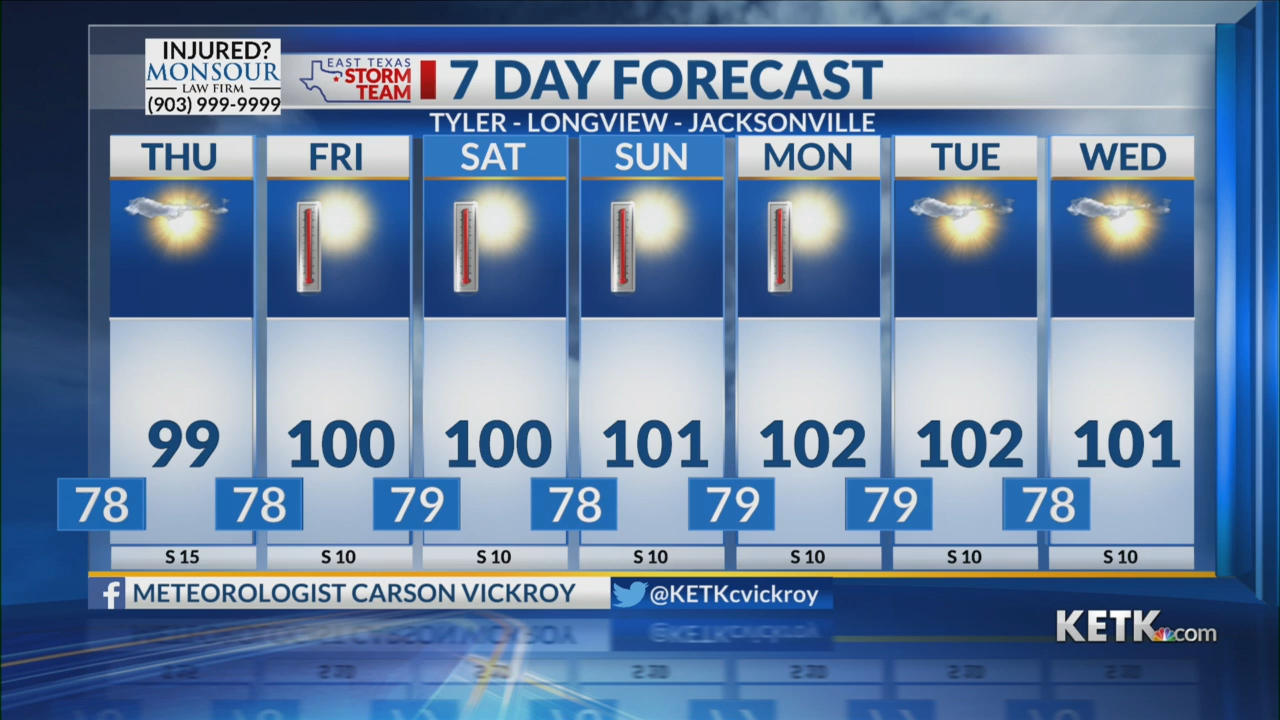 INJURED?
MONSOUR
LAW FIRM
(903) 999-9999
EAST TEXAS
STORM
TEAM
7 DAY FORECAST
TYLER - LONGVIEW - JACKSONVILLE
THU FRI SAT SUN MON TUE WED
99 100 100 101 102 102 101
78 78 79 78 79 79 78
S 15 S 10 S 10 S 10 S 10 S 10 S 10
f METEOROLOGIST CARSON VICKROY @KETKcvickroy
KETK.com